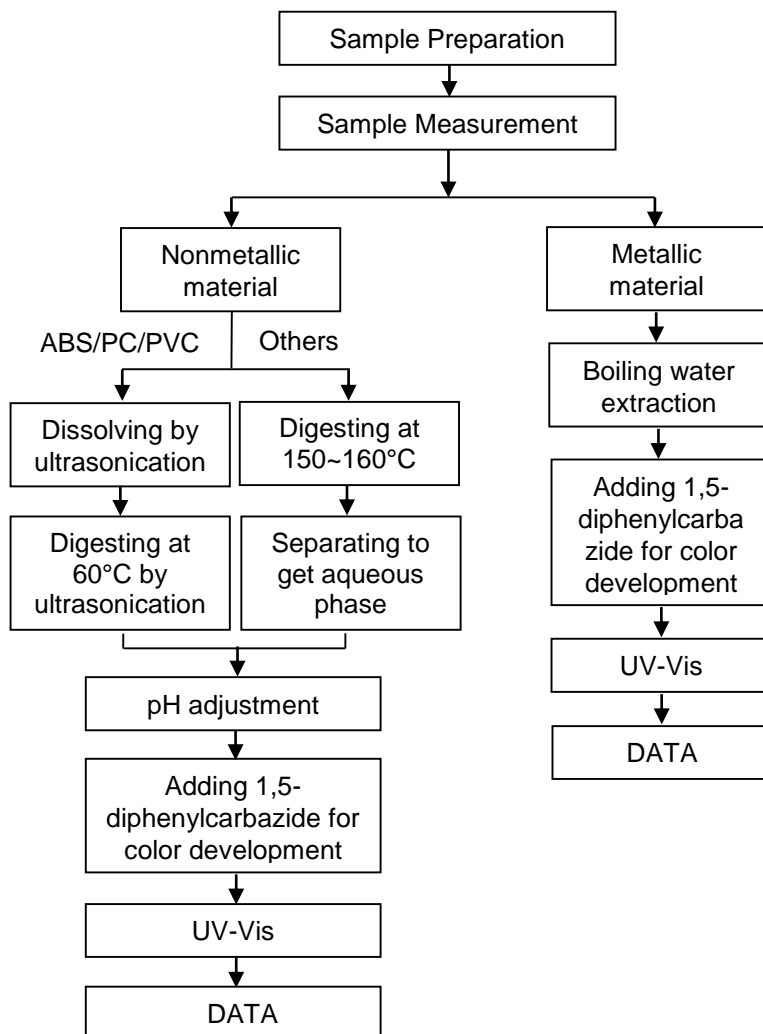 Sample Preparation
Sample Measurement
Nonmetallic
material
Metallic
material
ABS/PC/PVC
Others
Boiling water
extraction
Dissolving by
ultrasonication
Digesting at
150~160°C
Adding 1,5-
diphenylcarba
zide for color
development
Digesting at
60°C by
ultrasonication
Separating to
get aqueous
phase
UV-Vis
pH adjustment
DATA
Adding 1,5-
diphenylcarbazide for
color development
UV-Vis
DATA